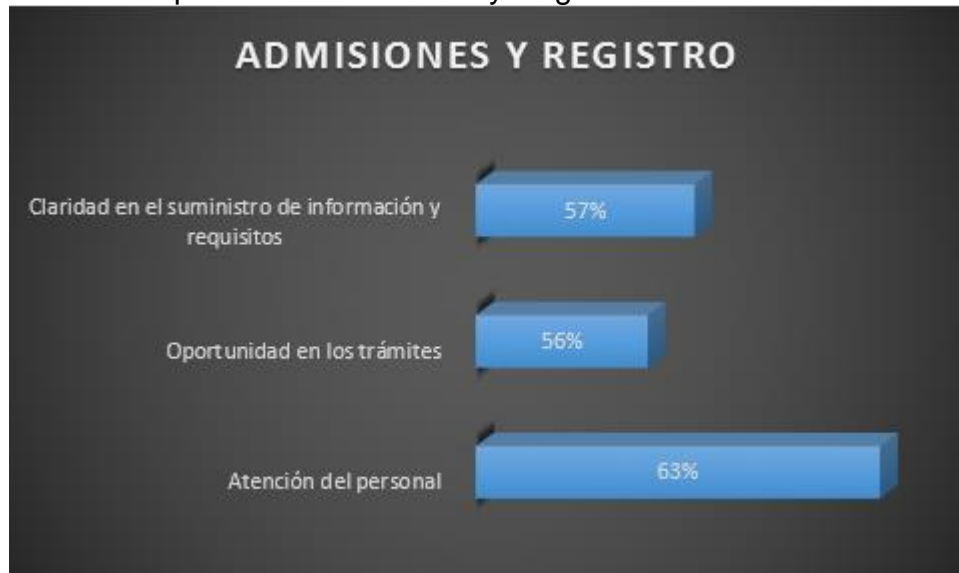 ADMISIONES Y REGISTRO
Claridad en el suministro de información y
requisitos
57%
Oportunidad en los trámites
56%
Atención del personal
63%